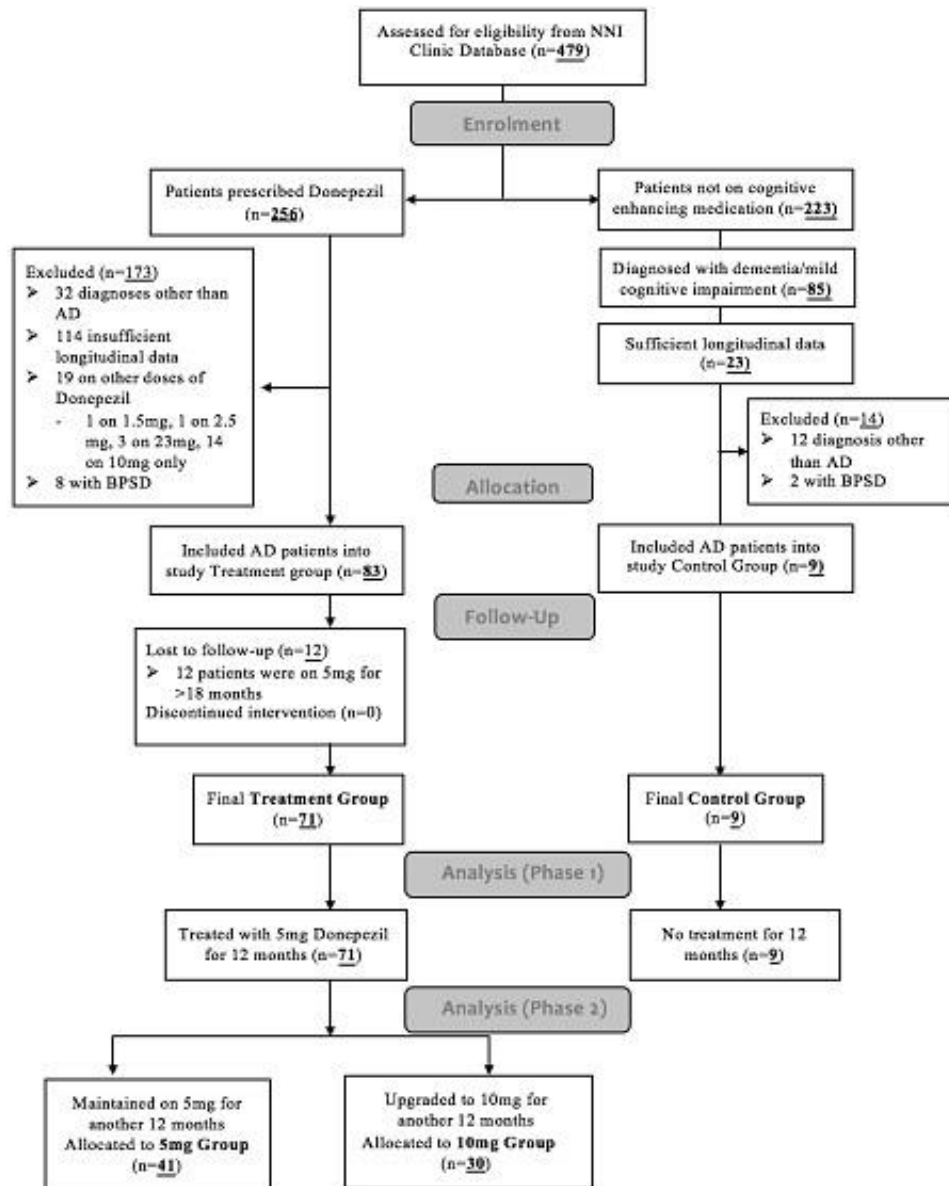 Assessed for eligibility from NNI
Clinic Database (n=479)
Enrolment
Patients prescribed Donepezil
(n=256)
Patients not on cognitive
enhancing medication (n=223)
Excluded (n=173)
➢ 32 diagnoses other than
AD
➢ 114 insufficient
longitudinal data
➢ 19 on other doses of
Donepezil
- 1 on 1.5mg, 1 on 2.5
mg, 3 on 23mg, 14
on 10mg only
➢ 8 with BPSD
Diagnosed with dementia/mild
cognitive impairment (n=85)
Sufficient longitudinal data
(n=23)
Excluded (n=14)
➢ 12 diagnosis other
than AD
➢ 2 with BPSD
Allocation
Included AD patients into
study Treatment group (n=83)
Included AD patients into
study Control Group (n=9)
Follow-Up
Lost to follow-up (n=12)
➢ 12 patients were on 5mg for
>18 months
Discontinued intervention (n=0)
Final Treatment Group
(n=71)
Final Control Group
(n=9)
Analysis (Phase 1)
Treated with 5mg Donepezil
for 12 months (n=71)
No treatment for 12
months (n=9)
Analysis (Phase 2)
Maintained on 5mg for
another 12 months
Allocated to 5mg Group
(n=41)
Upgraded to 10mg for
another 12 months
Allocated to 10mg Group
(n=30)